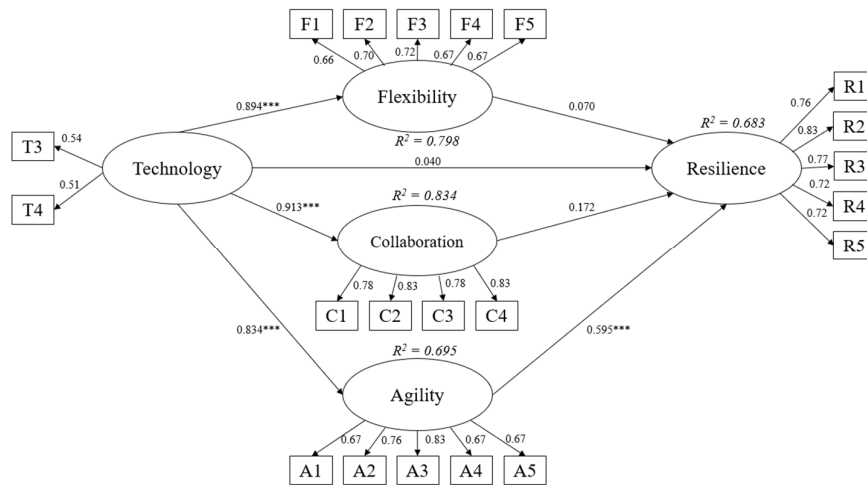 F1 F2 F3 F4 F5
0.66 0.70 0.72 0.67 0.67
Flexibility
R² = 0.798
0.894***
0.070
T3
T4
0.54
0.51
Technology
0.040
R² = 0.683
Resilience
0.76
0.83
0.77
0.72
0.72
R1
R2
R3
R4
R5
0.913***
R² = 0.834
Collaboration
0.172
0.78 0.83 0.78 0.83
C1 C2 C3 C4
0.834***
R² = 0.695
0.595***
Agility
0.67 0.76 0.83 0.67 0.67
A1 A2 A3 A4 A5